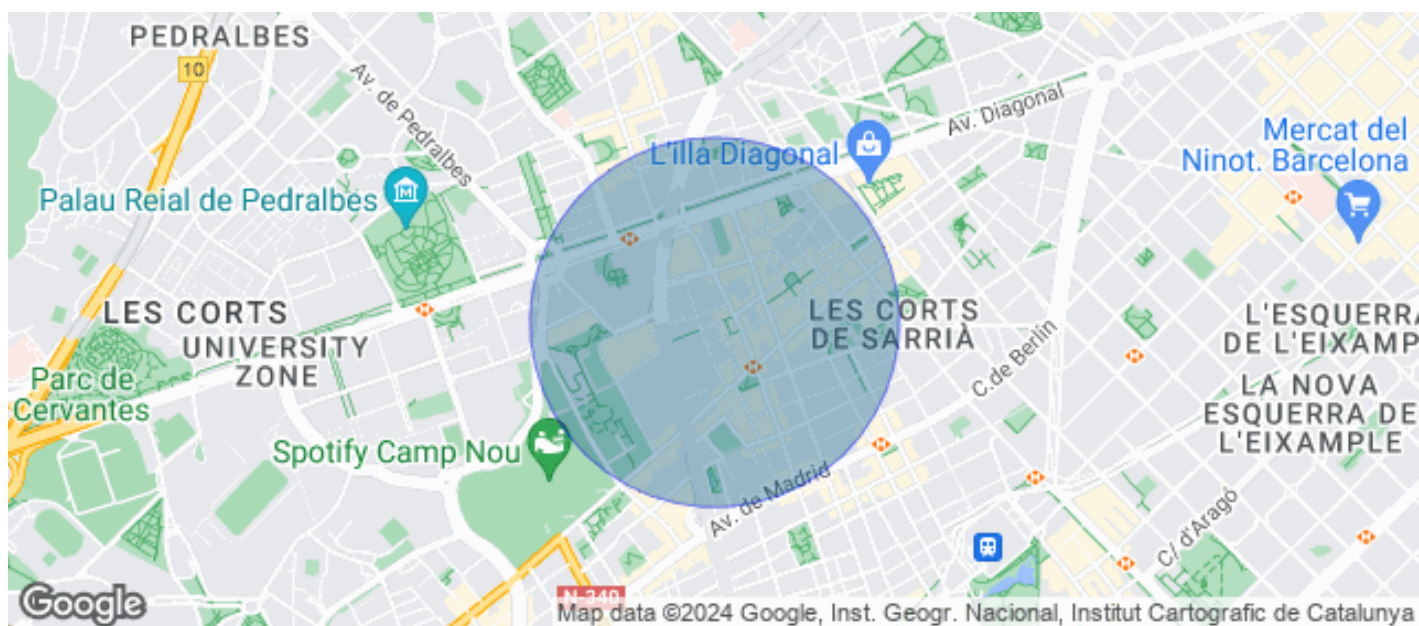 PEDRALBES
10
Av. de Pedralbes
Av. Diagonal
L'illa Diagonal
Mercat del
Ninot. Barcelona
Palau Reial de Pedralbes
LES CORTS
UNIVERSITY
ZONE
LES CORTS
DE SARRIÀ
L'ESQUERRA
DE L'EIXAMP
C. de Berlin
Parc de
Cervantes
LA NOVA
ESQUERRA DE
L'EIXAMPLE
Spotify Camp Nou
Av. de Madrid
C/ d'Aragó
N-340
Google
Map data ©2024 Google, Inst. Geogr. Nacional, Institut Cartografic de Catalunya